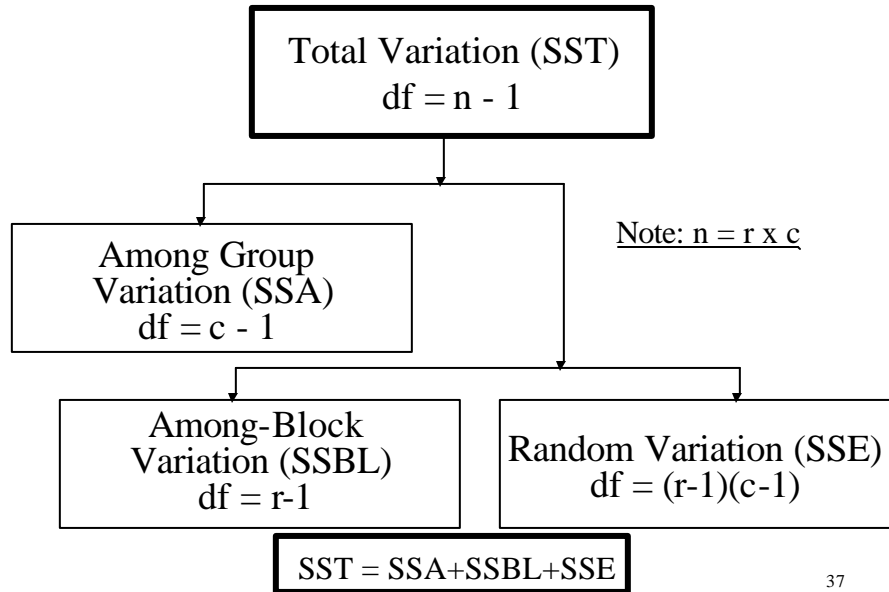 Total Variation (SST)
df = n - 1
Note: n = r x c
Among Group
Variation (SSA)
df = c - 1
Among-Block
Variation (SSBL)
df = r-1
Random Variation (SSE)
df = (r-1)(c-1)
SST = SSA+SSBL+SSE
37